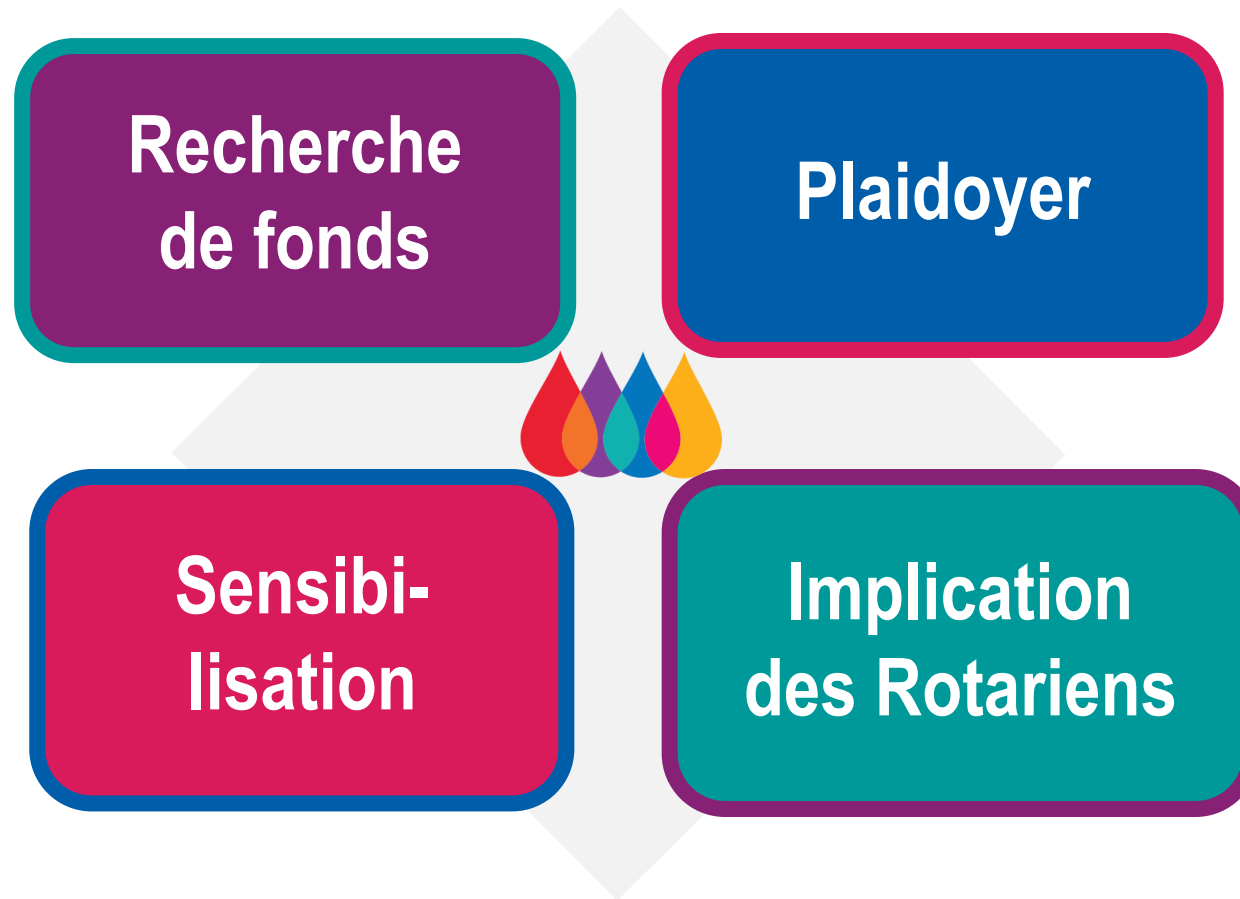 Recherche
de fonds
Plaidoyer
Sensibi-
lisation
Implication
des Rotariens